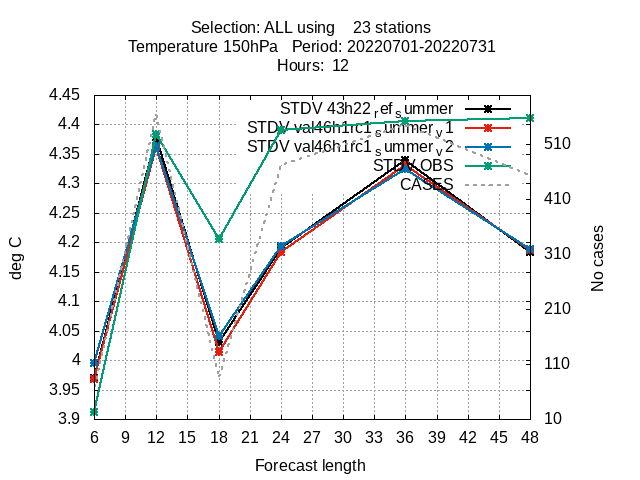 Selection: ALL using 23 stations
Temperature 150hPa Period: 20220701-20220731
Hours: 12
4.45
4.4
4.35
4.3
4.25
4.2
4.15
4.1
4.05
4
3.95
3.9
deg C
STDV 43h22_ref_summer
STDV val46h1rc1_summer_v1
STDV val46h1rc1_summer_v2
STDV OBS
CASES
510
410
310
210
110
10
No cases
6 9 12 15 18 21 24 27 30 33 36 39 42 45 48
Forecast length